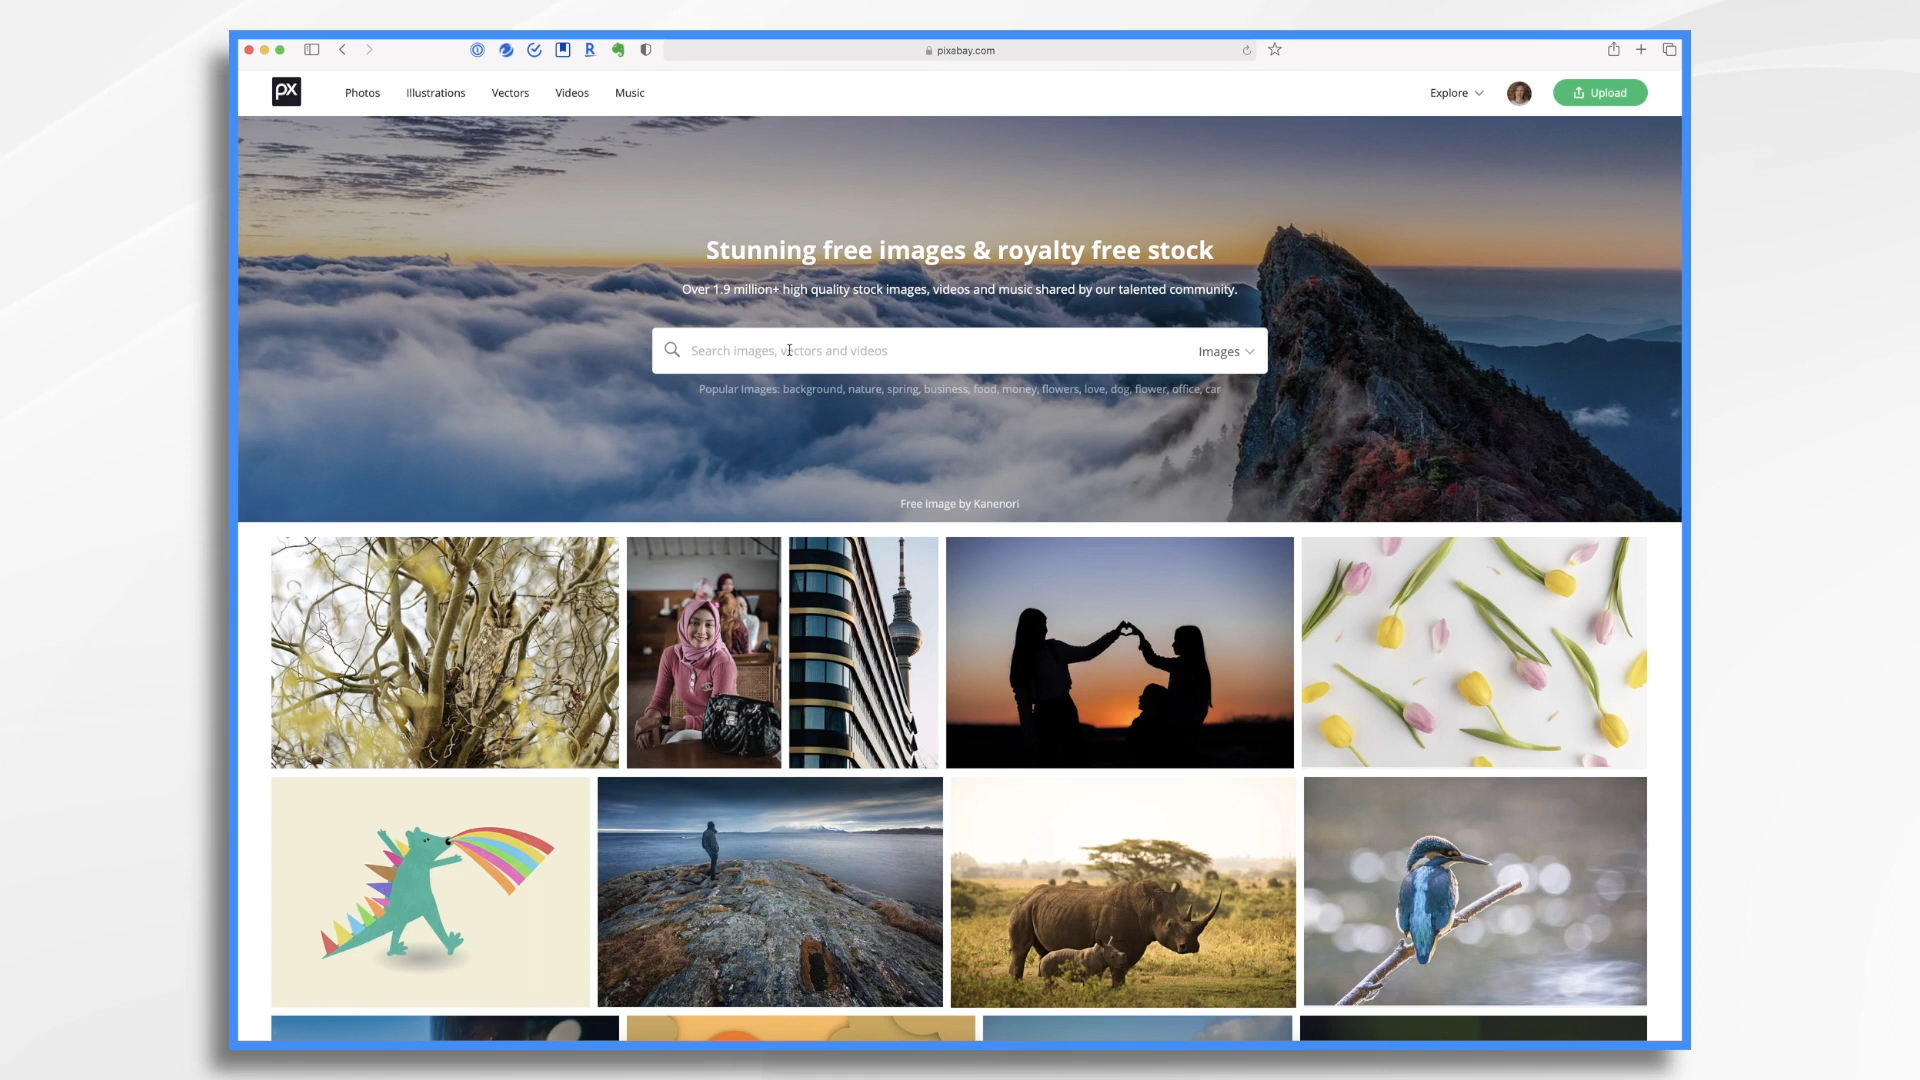 pixabay.com
px
Photos
Illustrations
Vectors
Videos
Music
Explore
Upload
Stunning free images & royalty free stock
Over 1.9 million+ high quality stock images, videos and music shared by our talented community.
Search images, vectors and videos
Images
Popular Images: background, nature, spring, business, food, money, flowers, love, dog, flower, office, car
Free image by Kanenori